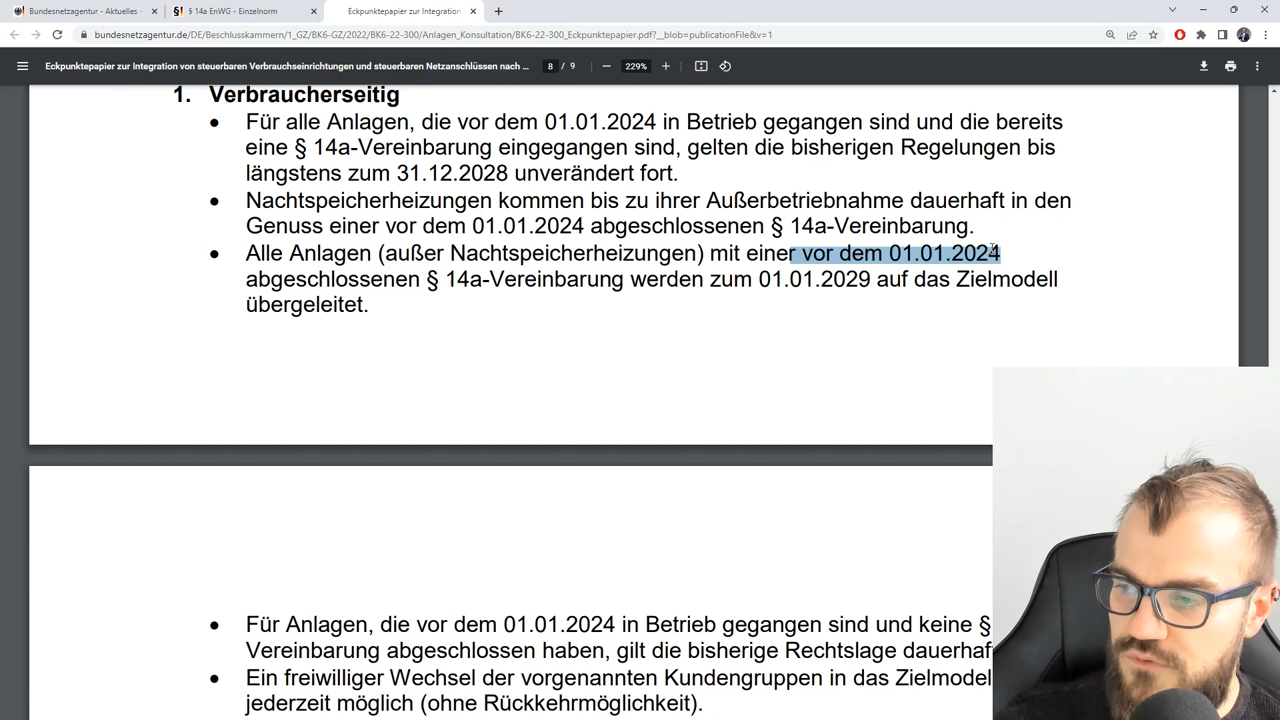 Bundesnetzagentur - Aktuelles -
§ 14a EnWG - Einzelnorm
Eckpunktepapier zur Integration
bundesnetzagentur.de/DE/Beschlusskammern/1_GZ/BK6-GZ/2022/BK6-22-300/Anlagen_Konsultation/BK6-22-300_Eckpunktepapier.pdf?__blob=publicationFile&v=1
Eckpunktepapier zur Integration von steuerbaren Verbrauchseinrichtungen und steuerbaren Netzanschlüssen nach ...
8 / 9
229%
1. Verbraucherseitig
• Für alle Anlagen, die vor dem 01.01.2024 in Betrieb gegangen sind und die bereits
eine § 14a-Vereinbarung eingegangen sind, gelten die bisherigen Regelungen bis
längstens zum 31.12.2028 unverändert fort.
• Nachtspeicherheizungen kommen bis zu ihrer Außerbetriebnahme dauerhaft in den
Genuss einer vor dem 01.01.2024 abgeschlossenen § 14a-Vereinbarung.
• Alle Anlagen (außer Nachtspeicherheizungen) mit einer vor dem 01.01.2024
abgeschlossenen § 14a-Vereinbarung werden zum 01.01.2029 auf das Zielmodell
übergeleitet.
• Für Anlagen, die vor dem 01.01.2024 in Betrieb gegangen sind und keine §
Vereinbarung abgeschlossen haben, gilt die bisherige Rechtslage dauerhaf
• Ein freiwilliger Wechsel der vorgenannten Kundengruppen in das Zielmodel
jederzeit möglich (ohne Rückkehrmöglichkeit).